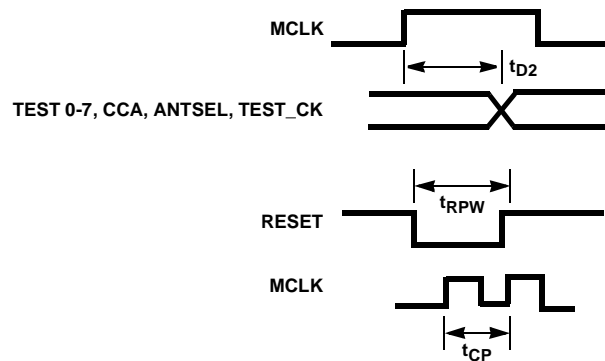 MCLK
tD2
TEST 0-7, CCA, ANTSEL, TEST_CK
tRPW
RESET
MCLK
tCP